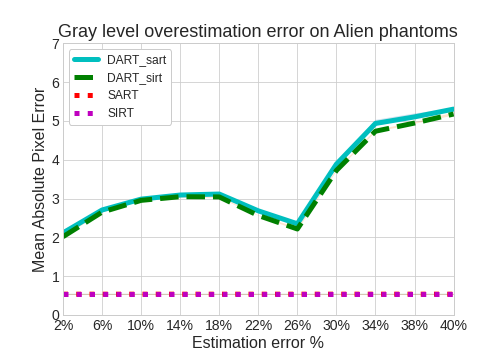 Gray level overestimation error on Alien phantoms
7
6
5
4
3
2
1
0
Mean Absolute Pixel Error
DART_sart
DART_sirt
SART
SIRT
2% 6% 10% 14% 18% 22% 26% 30% 34% 38% 40%
Estimation error %